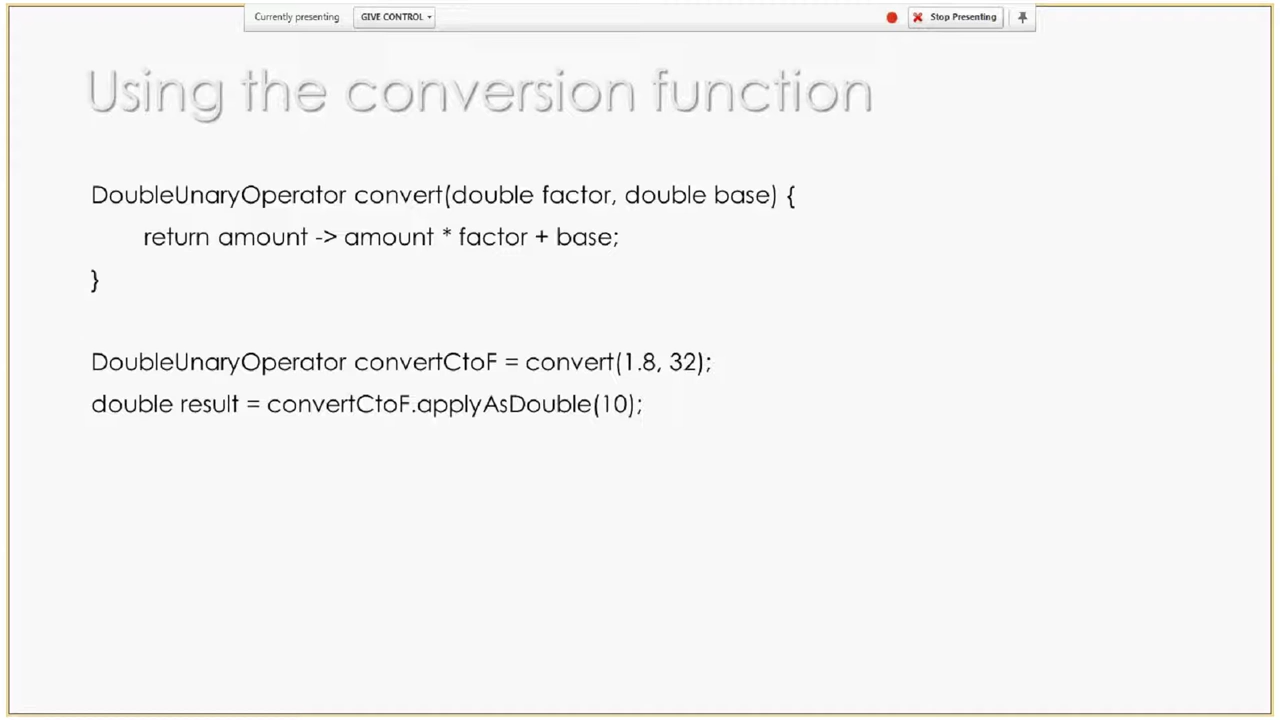 Currently presenting GIVE CONTROL Stop Presenting
Using the conversion function
DoubleUnaryOperator convert(double factor, double base) {
return amount -> amount * factor + base;
}
DoubleUnaryOperator convertCtoF = convert(1.8, 32);
double result = convertCtoF.applyAsDouble(10);